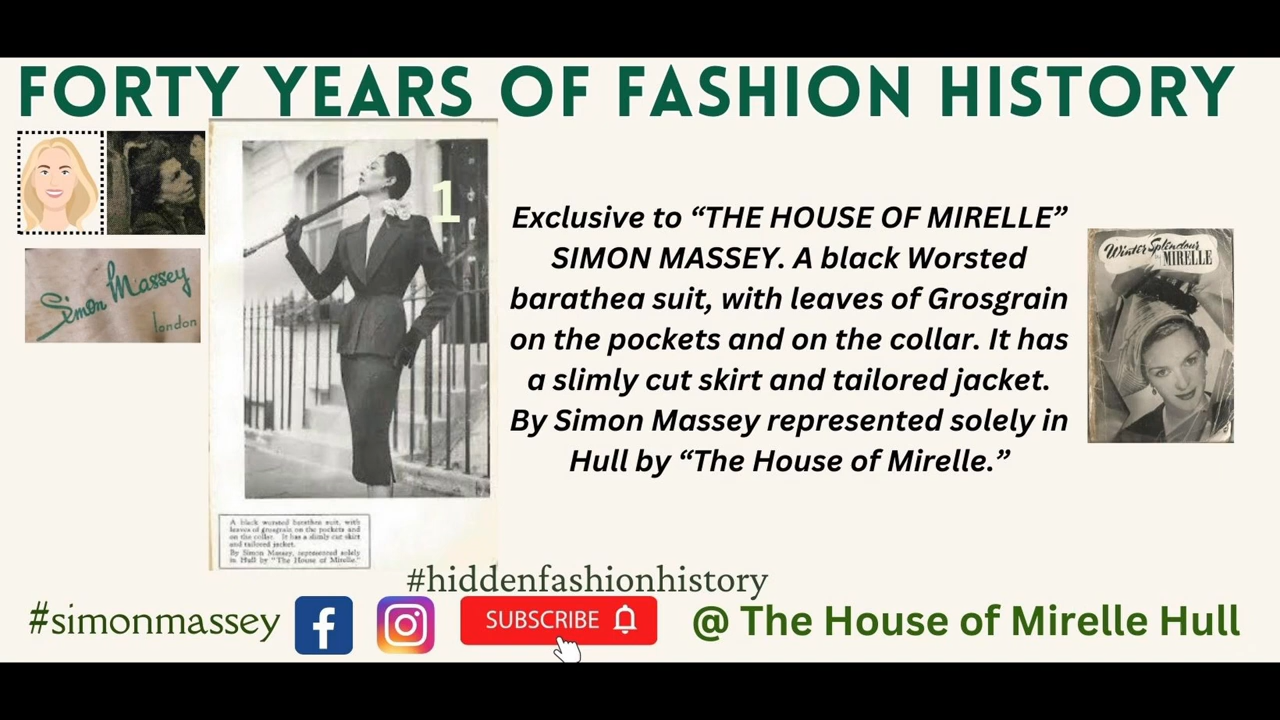 FORTY YEARS OF FASHION HISTORY
Simon Massey
london
1
A black worsted barathea suit, with
leaves of grosgrain on the pockets and
on the collar. It has a slimly cut skirt
and tailored jacket.
By Simon Massey, represented solely
in Hull by "The House of Mirelle."
Exclusive to “THE HOUSE OF MIRELLE”
SIMON MASSEY. A black Worsted
barathea suit, with leaves of Grosgrain
on the pockets and on the collar. It has
a slimly cut skirt and tailored jacket.
By Simon Massey represented solely in
Hull by “The House of Mirelle.”
Winter Splendour
MIRELLE
#hiddenfashionhistory
#simonmassey
SUBSCRIBE
@ The House of Mirelle Hull